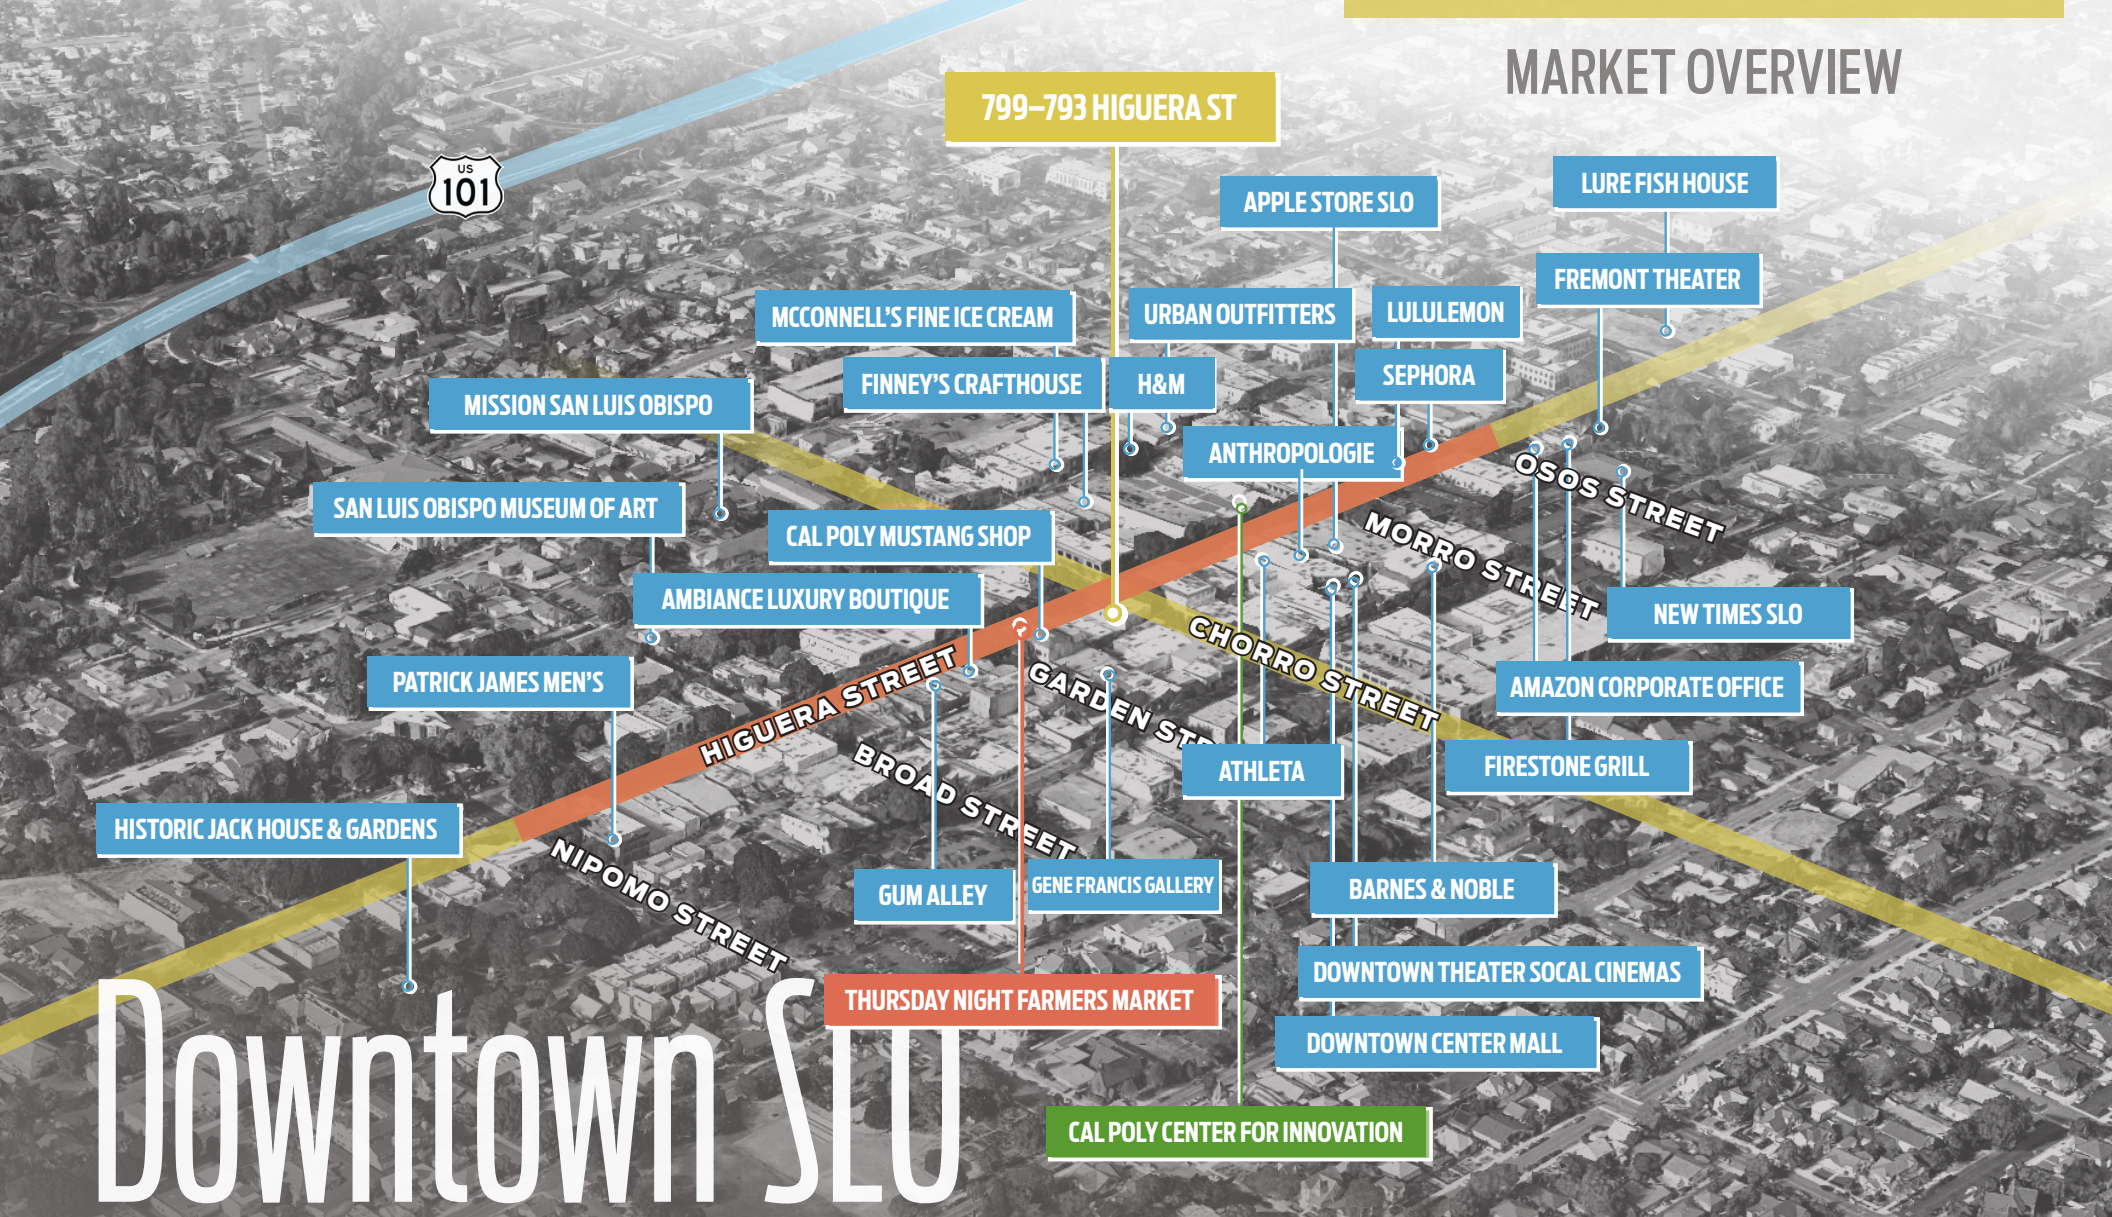 MARKET OVERVIEW
799–793 HIGUERA ST
US
101
LURE FISH HOUSE
APPLE STORE SLO
FREMONT THEATER
MCCONNELL'S FINE ICE CREAM
URBAN OUTFITTERS
LULULEMON
FINNEY'S CRAFTHOUSE
H&M
SEPHORA
MISSION SAN LUIS OBISPO
ANTHROPOLOGIE
OSOS STREET
SAN LUIS OBISPO MUSEUM OF ART
CAL POLY MUSTANG SHOP
MORRO STREET
AMBIANCE LUXURY BOUTIQUE
NEW TIMES SLO
CHORRO STREET
PATRICK JAMES MEN'S
HIGUERA STREET
GARDEN ST
AMAZON CORPORATE OFFICE
BROAD STREET
ATHLETA
FIRESTONE GRILL
HISTORIC JACK HOUSE & GARDENS
NIPOMO STREET
GUM ALLEY
GENE FRANCIS GALLERY
BARNES & NOBLE
DOWNTOWN THEATER SOCAL CINEMAS
THURSDAY NIGHT FARMERS MARKET
DOWNTOWN CENTER MALL
Downtown SLO
CAL POLY CENTER FOR INNOVATION